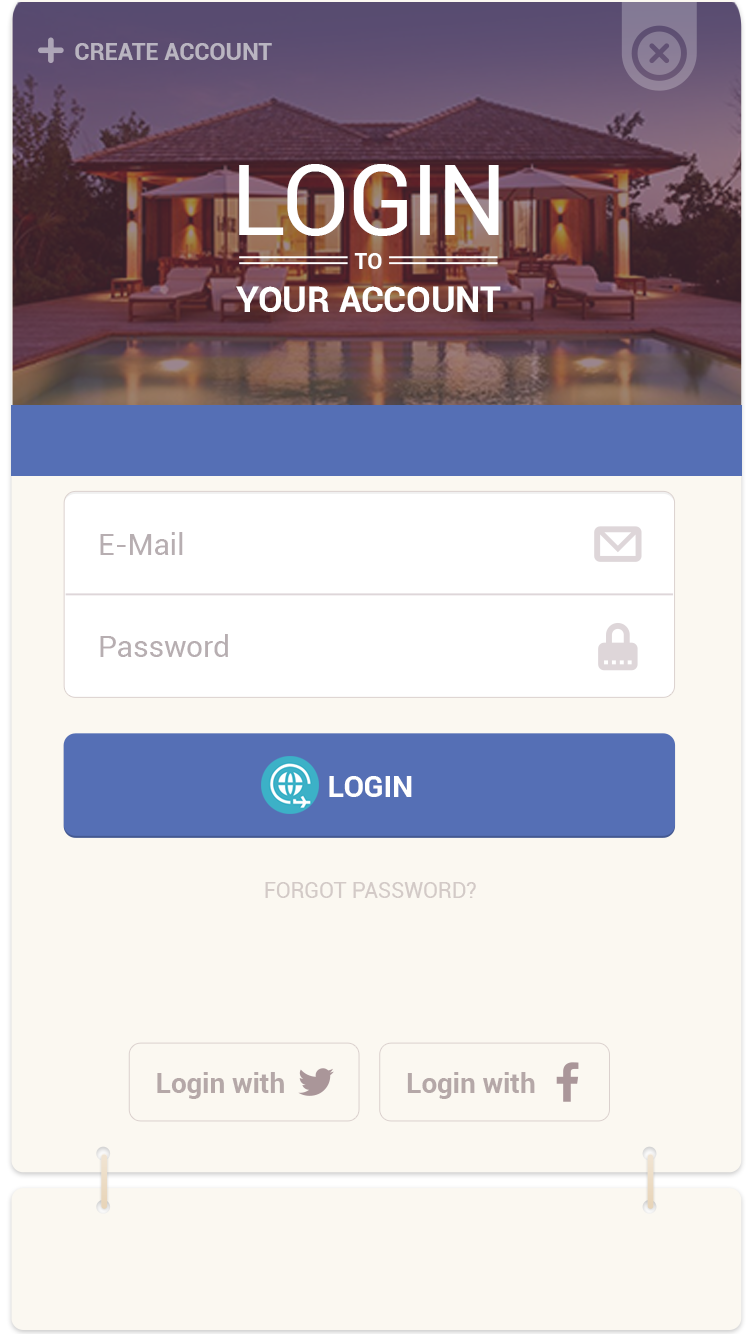 CREATE ACCOUNT
LOGIN
TO
YOUR ACCOUNT
E-Mail
Password
LOGIN
FORGOT PASSWORD?
Login with
Login with